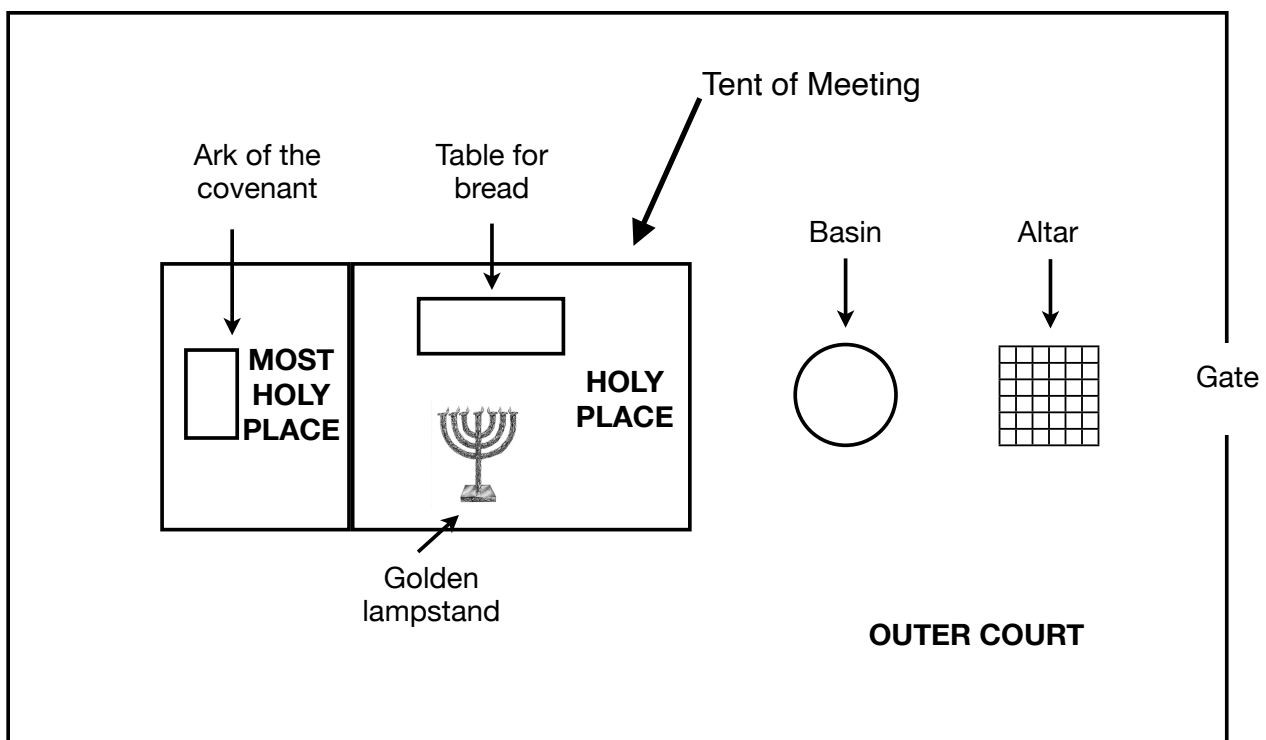 Tent of Meeting
Ark of the
covenant
Table for
bread
Basin
Altar
MOST
HOLY
PLACE
HOLY
PLACE
Gate
Golden
lampstand
OUTER COURT